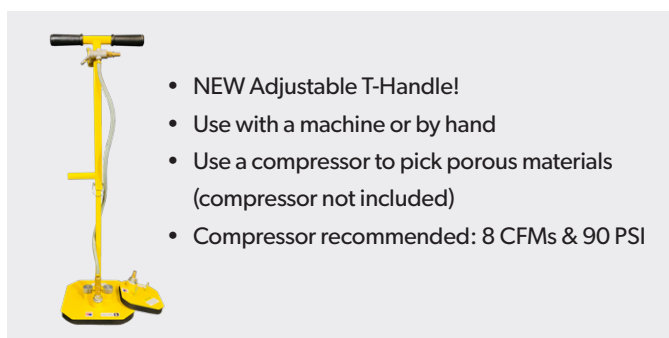 • NEW Adjustable T-Handle!
• Use with a machine or by hand
• Use a compressor to pick porous materials
(compressor not included)
• Compressor recommended: 8 CFMs & 90 PSI